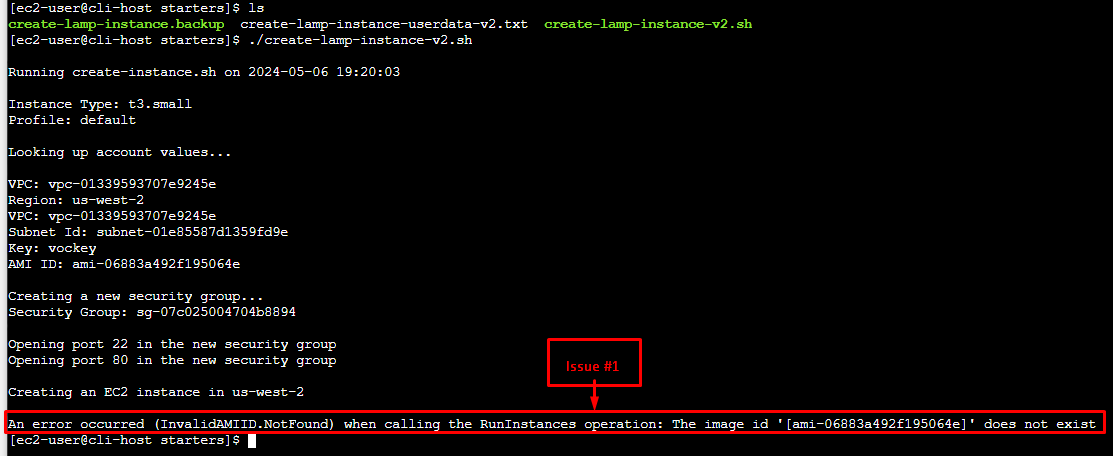 [ec2-user@cli-host starters]$ ls
create-lamp-instance.backup create-lamp-instance-userdata-v2.txt create-lamp-instance-v2.sh
[ec2-user@cli-host starters]$ ./create-lamp-instance-v2.sh
Running create-instance.sh on 2024-05-06 19:20:03
Instance Type: t3.small
Profile: default
Looking up account values...
VPC: vpc-01339593707e9245e
Region: us-west-2
VPC: vpc-01339593707e9245e
Subnet Id: subnet-01e85587d1359fd9e
Key: vockey
AMI ID: ami-06883a492f195064e
Creating a new security group...
Security Group: sg-07c025004704b8894
Opening port 22 in the new security group
Opening port 80 in the new security group
Issue #1
Creating an EC2 instance in us-west-2
An error occurred (InvalidAMIID.NotFound) when calling the RunInstances operation: The image id '[ami-06883a492f195064e]' does not exist
[ec2-user@cli-host starters]$